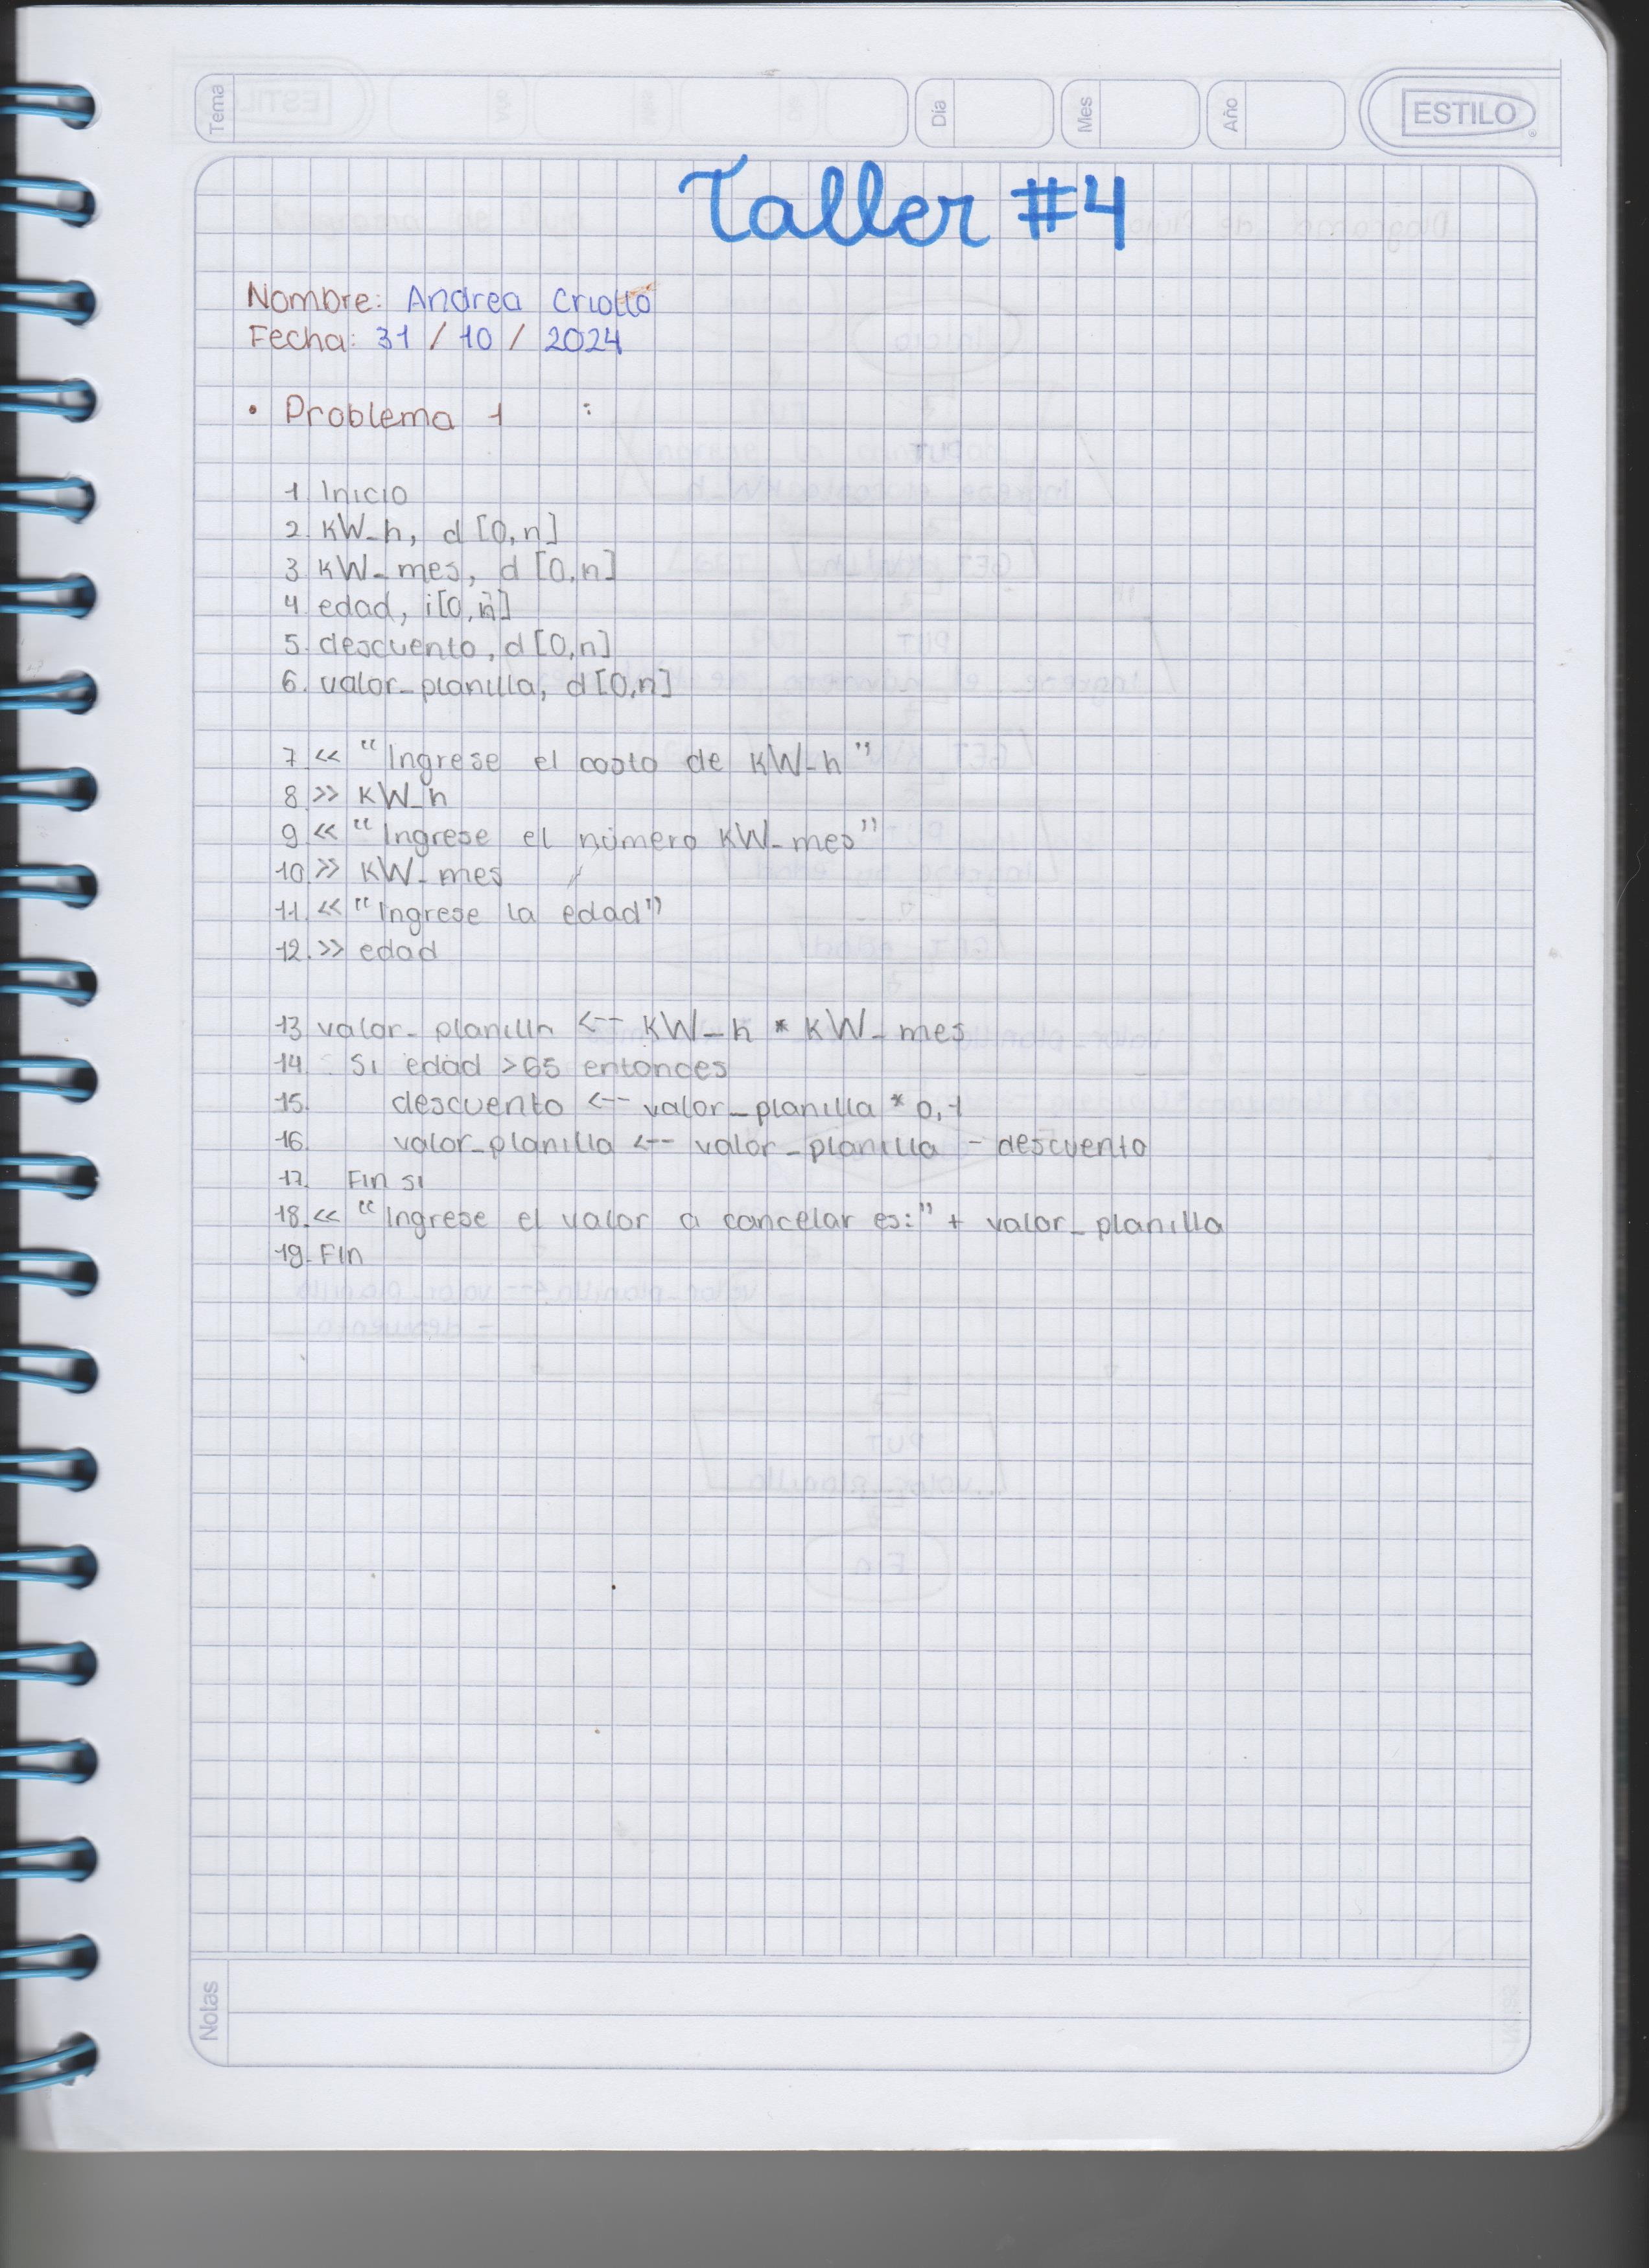 Tema
Día
Mes
Año
ESTILO
Taller #4
Nombre: Andrea Criollo
Fecha: 31 / 10 / 2024
• Problema 1 :
1. Inicio
2. KW_h, d [0,n]
3. KW_mes, d [0,n]
4. edad, i[0,n]
5. descuento, d[0,n]
6. valor_planilla, d[0,n]
7. << "Ingrese el costo de KW_h"
8. >> KW_h
9. << "Ingrese el número KW_mes"
10. >> KW_mes
11. << "Ingrese la edad"
12. >> edad
13. valor_planilla <-- KW_h * KW_mes
14. Si edad >65 entonces
15. descuento <-- valor_planilla * 0,1
16. valor_planilla <-- valor_planilla - descuento
17. Fin si
18. << "Ingrese el valor a cancelar es:" + valor_planilla
19. Fin
Notas